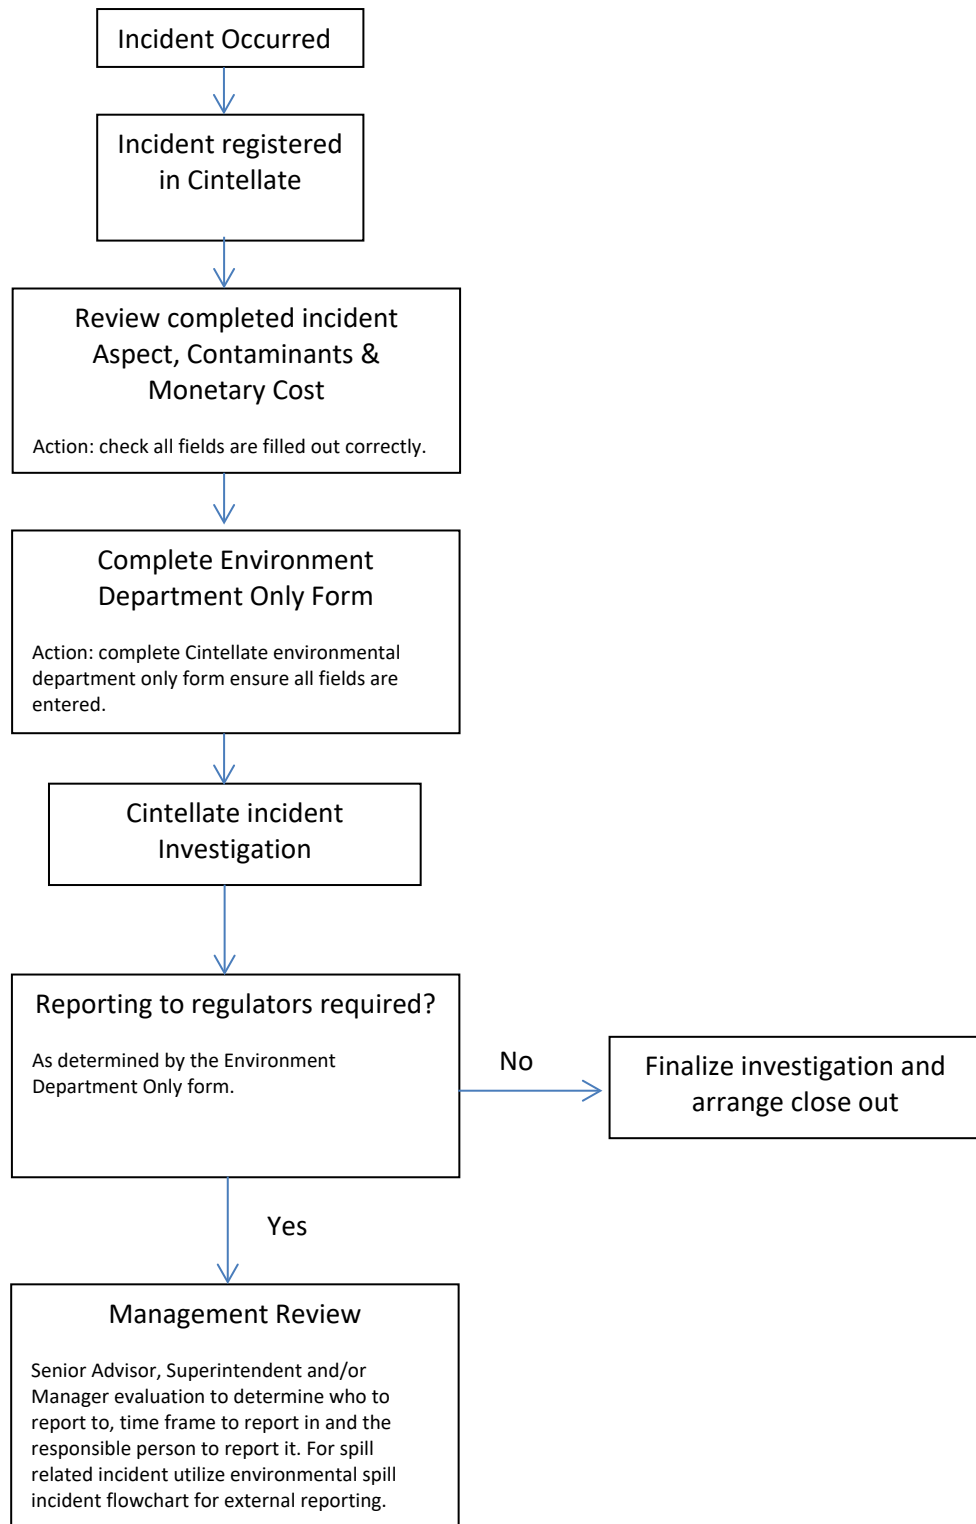 Incident Occurred
Incident registered
in Cintellate
Review completed incident
Aspect, Contaminants &
Monetary Cost
Action: check all fields are filled out correctly.
Complete Environment
Department Only Form
Action: complete Cintellate environmental
department only form ensure all fields are
entered.
Cintellate incident
Investigation
Reporting to regulators required?
As determined by the Environment
Department Only form.
No
Finalize investigation and
arrange close out
Yes
Management Review
Senior Advisor, Superintendent and/or
Manager evaluation to determine who to
report to, time frame to report in and the
responsible person to report it. For spill
related incident utilize environmental spill
incident flowchart for external reporting.